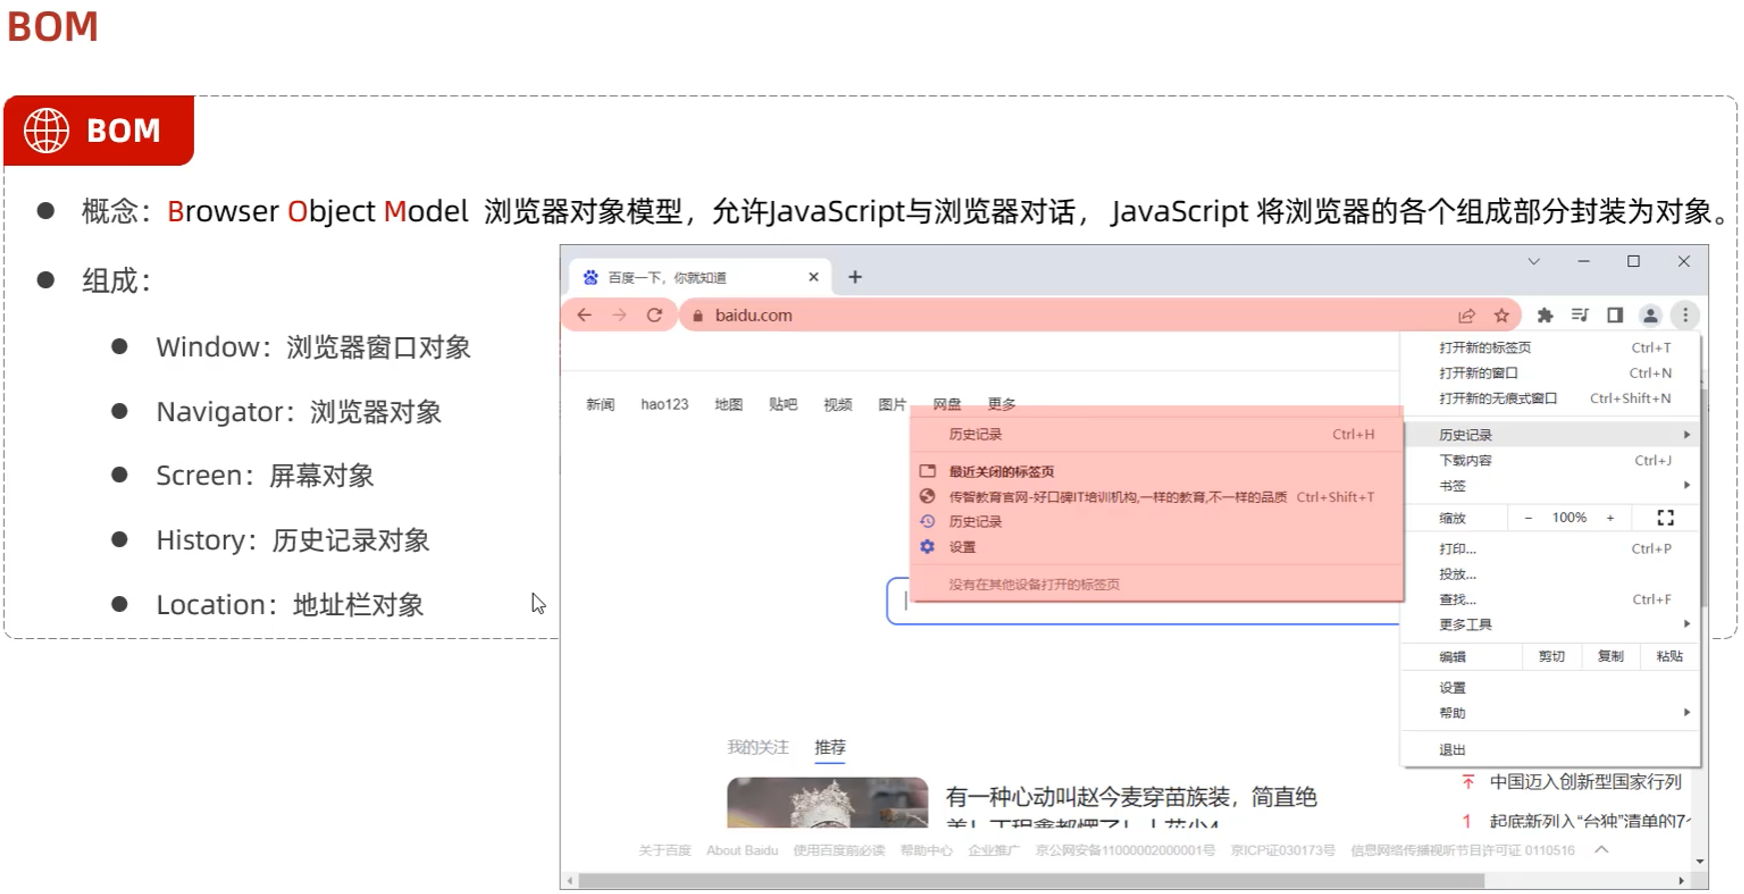 BOM
BOM
概念：Browser Object Model 浏览器对象模型，允许JavaScript与浏览器对话， JavaScript 将浏览器的各个组成部分封装为对象。
组成：
Window：浏览器窗口对象
Navigator：浏览器对象
Screen：屏幕对象
History：历史记录对象
Location：地址栏对象
百度一下，你就知道
baidu.com
新闻 hao123 地图 贴吧 视频 图片 网盘 更多
历史记录 Ctrl+H
最近关闭的标签页
传智教育官网-好口碑IT培训机构,一样的教育,不一样的品质 Ctrl+Shift+T
历史记录
设置
没有在其他设备打开的标签页
打开新的标签页 Ctrl+T
打开新的窗口 Ctrl+N
打开新的无痕式窗口 Ctrl+Shift+N
历史记录
下载内容 Ctrl+J
书签
缩放 − 100% +
打印... Ctrl+P
投放...
查找... Ctrl+F
更多工具
编辑 剪切 复制 粘贴
设置
帮助
退出
我的关注 推荐
有一种心动叫赵今麦穿苗族装，简直绝
中国迈入创新型国家行列
1 起底新列入“台独”清单的7
关于百度 About Baidu 使用百度前必读 帮助中心 企业推广 京公网安备11000002000001号 京ICP证030173号 信息网络传播视听节目许可证 0110516